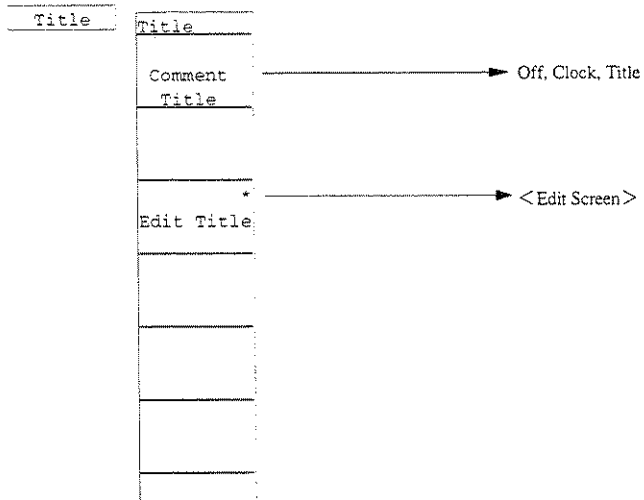 Title
Title
Comment
Title
Off, Clock, Title
*
Edit Title
<Edit Screen>